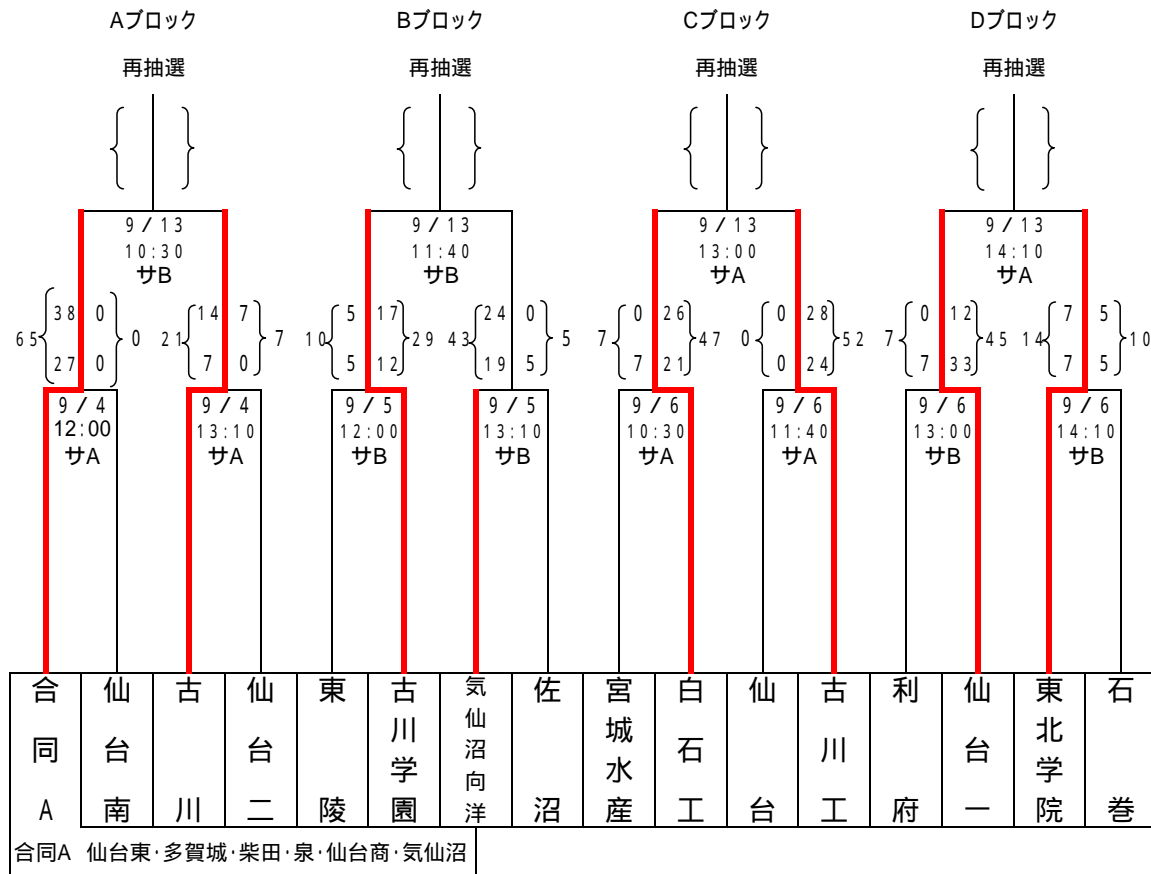 Aブロック Bブロック Cブロック Dブロック
再抽選 再抽選 再抽選 再抽選
9/13 9/13 9/13 9/13
10:30 11:40 13:00 14:10
サB サB サA サA
38 0 14 7 5 17 24 0 0 26 0 28 0 12 7 5
65 0 21 7 10 29 43 5 7 47 0 52 7 45 14 10
27 0 7 0 5 12 19 5 7 21 0 24 7 33 7 5
9/4 9/4 9/5 9/5 9/6 9/6 9/6 9/6
12:00 13:10 12:00 13:10 10:30 11:40 13:00 14:10
サA サA サB サB サA サA サB サB
合同A
仙台南
古川
仙台二
東陵
古川学園
気仙沼向洋
佐沼
宮城水産
白石工
仙台
古川工
利府
仙台一
東北学院
石巻
合同A 仙台東・多賀城・柴田・泉・仙台商・気仙沼